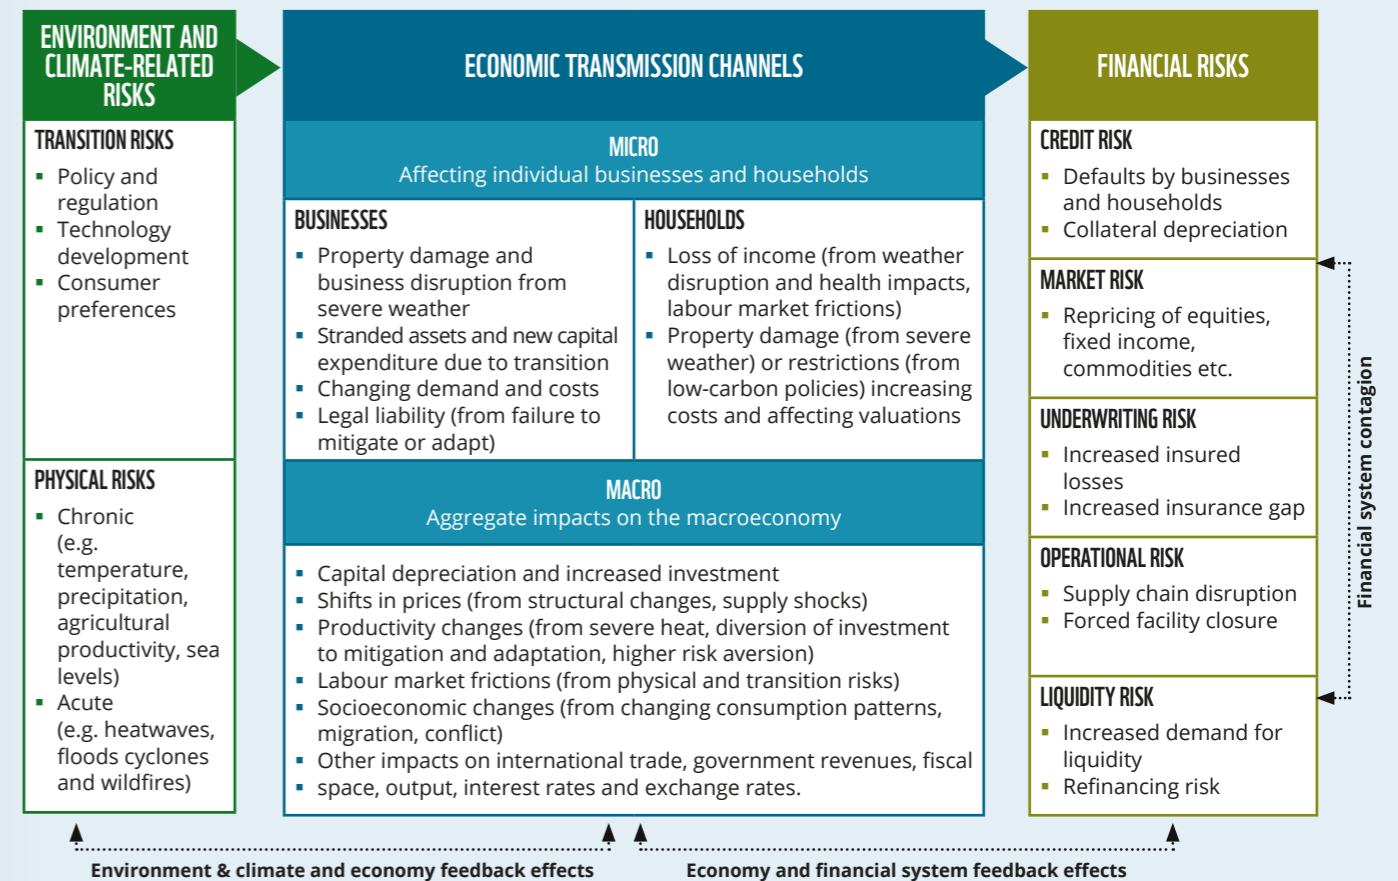 ENVIRONMENT AND
CLIMATE-RELATED
RISKS
TRANSITION RISKS
▪ Policy and
regulation
▪ Technology
development
▪ Consumer
preferences
PHYSICAL RISKS
▪ Chronic
(e.g.
temperature,
precipitation,
agricultural
productivity, sea
levels)
▪ Acute
(e.g. heatwaves,
floods cyclones
and wildfires)
ECONOMIC TRANSMISSION CHANNELS
MICRO
Affecting individual businesses and households
BUSINESSES
▪ Property damage and
business disruption from
severe weather
▪ Stranded assets and new capital
expenditure due to transition
▪ Changing demand and costs
▪ Legal liability (from failure to
mitigate or adapt)
HOUSEHOLDS
▪ Loss of income (from weather
disruption and health impacts,
labour market frictions)
▪ Property damage (from severe
weather) or restrictions (from
low-carbon policies) increasing
costs and affecting valuations
MACRO
Aggregate impacts on the macroeconomy
▪ Capital depreciation and increased investment
▪ Shifts in prices (from structural changes, supply shocks)
▪ Productivity changes (from severe heat, diversion of investment
to mitigation and adaptation, higher risk aversion)
▪ Labour market frictions (from physical and transition risks)
▪ Socioeconomic changes (from changing consumption patterns,
migration, conflict)
▪ Other impacts on international trade, government revenues, fiscal
▪ space, output, interest rates and exchange rates.
FINANCIAL RISKS
CREDIT RISK
▪ Defaults by businesses
and households
▪ Collateral depreciation
MARKET RISK
▪ Repricing of equities,
fixed income,
commodities etc.
UNDERWRITING RISK
▪ Increased insured
losses
▪ Increased insurance gap
OPERATIONAL RISK
▪ Supply chain disruption
▪ Forced facility closure
LIQUIDITY RISK
▪ Increased demand for
liquidity
▪ Refinancing risk
Financial system contagion
Environment & climate and economy feedback effects
Economy and financial system feedback effects